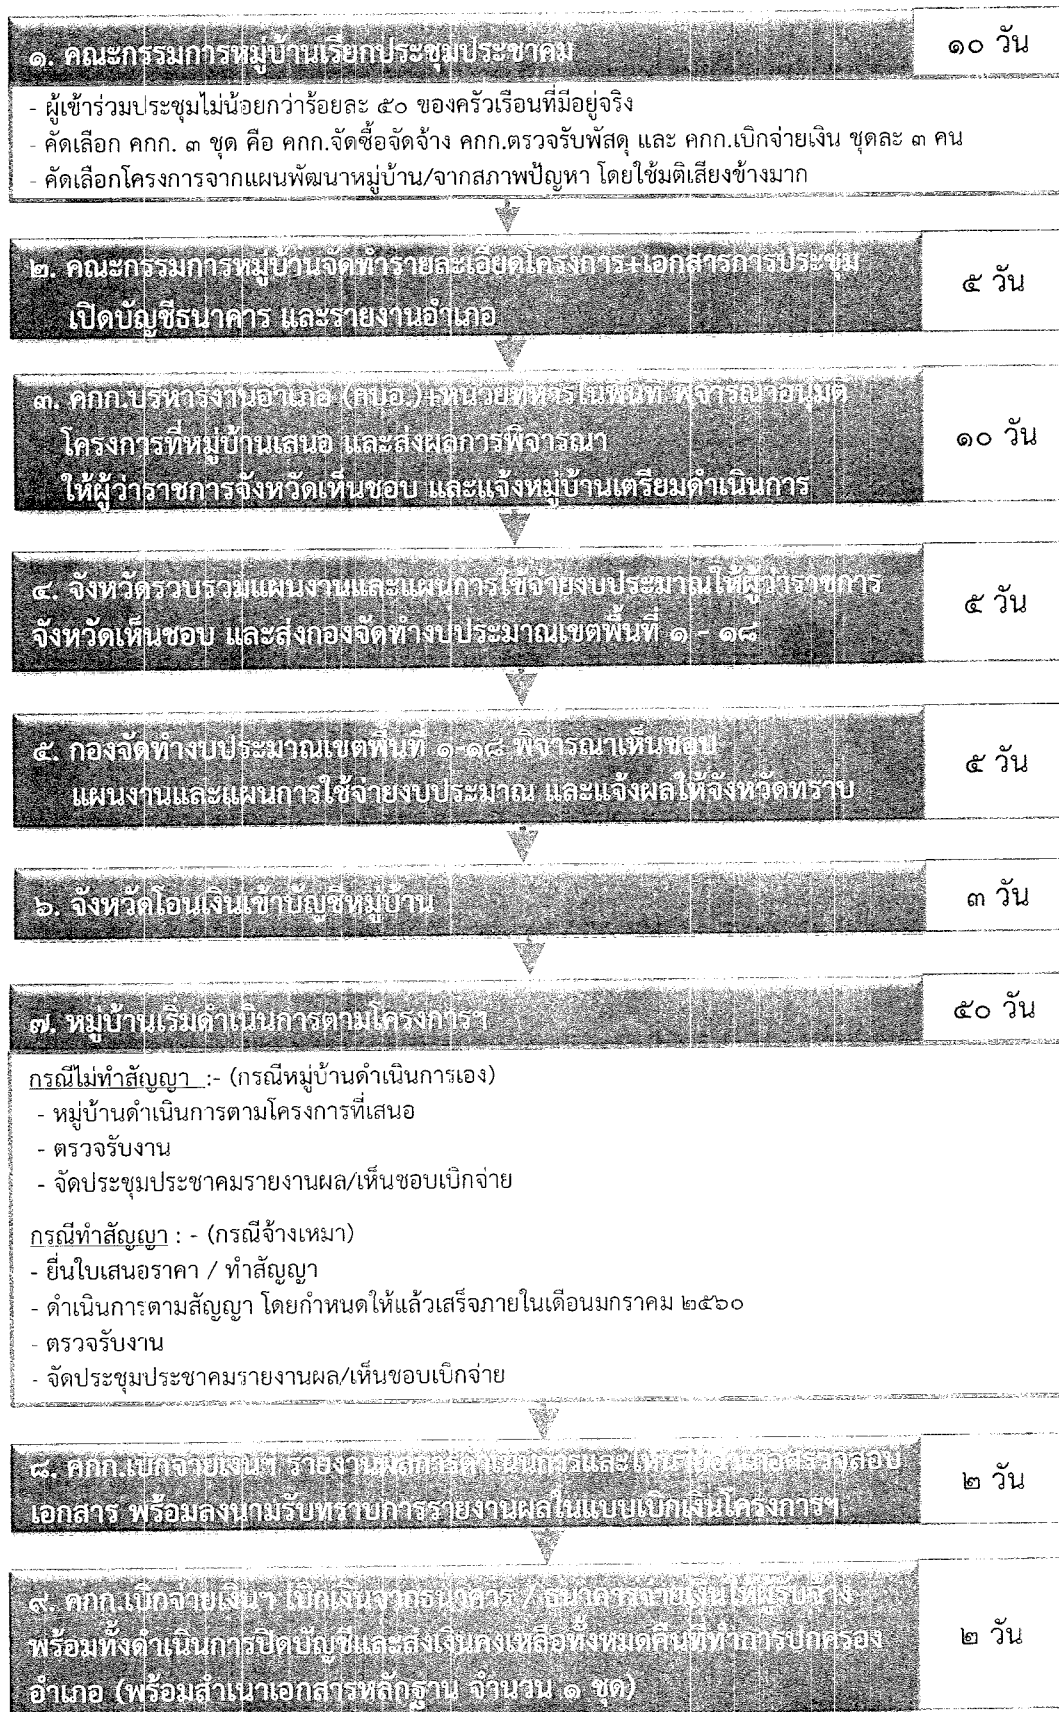 ๑. คณะกรรมการหมู่บ้านเรียกประชุมประชาคม
๑๐ วัน
- ผู้เข้าร่วมประชุมไม่น้อยกว่าร้อยละ ๕๐ ของครัวเรือนที่มีอยู่จริง
- คัดเลือก คกก. ๓ ชุด คือ คกก.จัดซื้อจัดจ้าง คกก.ตรวจรับพัสดุ และ คกก.เบิกจ่ายเงิน ชุดละ ๓ คน
- คัดเลือกโครงการจากแผนพัฒนาหมู่บ้าน/จากสภาพปัญหา โดยใช้มติเสียงข้างมาก
๒. คณะกรรมการหมู่บ้านจัดทำรายละเอียดโครงการ+เอกสารการประชุม
เปิดบัญชีธนาคาร และรายงานอำเภอ
๕ วัน
๓. คกก.บริหารงานอำเภอ (กบอ.)+หน่วยทหารในพื้นที่ พิจารณาอนุมัติ
โครงการที่หมู่บ้านเสนอ และส่งผลการพิจารณา
ให้ผู้ว่าราชการจังหวัดเห็นชอบ และแจ้งหมู่บ้านเตรียมดำเนินการ
๑๐ วัน
๔. จังหวัดรวบรวมแผนงานและแผนการใช้จ่ายงบประมาณให้ผู้ว่าราชการ
จังหวัดเห็นชอบ และส่งกองจัดทำงบประมาณเขตพื้นที่ ๑ - ๑๘
๕ วัน
๕. กองจัดทำงบประมาณเขตพื้นที่ ๑-๑๘ พิจารณาเห็นชอบ
แผนงานและแผนการใช้จ่ายงบประมาณ และแจ้งผลให้จังหวัดทราบ
๕ วัน
๖. จังหวัดโอนเงินเข้าบัญชีหมู่บ้าน
๓ วัน
๗. หมู่บ้านเริ่มดำเนินการตามโครงการฯ
๕๐ วัน
กรณีไม่ทำสัญญา :- (กรณีหมู่บ้านดำเนินการเอง)
- หมู่บ้านดำเนินการตามโครงการที่เสนอ
- ตรวจรับงาน
- จัดประชุมประชาคมรายงานผล/เห็นชอบเบิกจ่าย
กรณีทำสัญญา : - (กรณีจ้างเหมา)
- ยื่นใบเสนอราคา / ทำสัญญา
- ดำเนินการตามสัญญา โดยกำหนดให้แล้วเสร็จภายในเดือนมกราคม ๒๕๖๐
- ตรวจรับงาน
- จัดประชุมประชาคมรายงานผล/เห็นชอบเบิกจ่าย
๘. คกก.เบิกจ่ายเงินฯ รายงานผลการดำเนินการและให้นายอำเภอตรวจสอบ
เอกสาร พร้อมลงนามรับทราบการรายงานผลในแบบเบิกเงินโครงการฯ
๒ วัน
๙. คกก.เบิกจ่ายเงินฯ เบิกเงินจากธนาคาร / ธนาคารจ่ายเงินให้ผู้รับจ้าง
พร้อมทั้งดำเนินการปิดบัญชีและส่งเงินคงเหลือทั้งหมดคืนที่ทำการปกครอง
อำเภอ (พร้อมสำเนาเอกสารหลักฐาน จำนวน ๑ ชุด)
๒ วัน